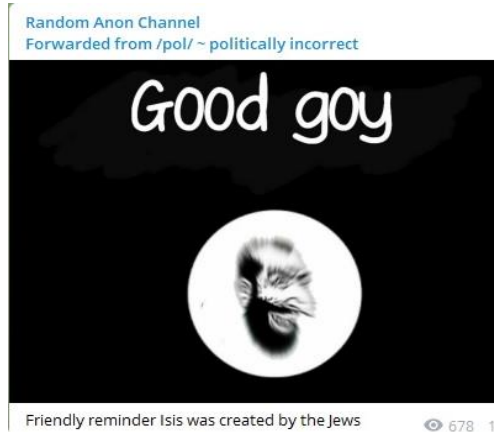 Random Anon Channel
Forwarded from /pol/ ~ politically incorrect
Good goy
Friendly reminder Isis was created by the Jews
678 1